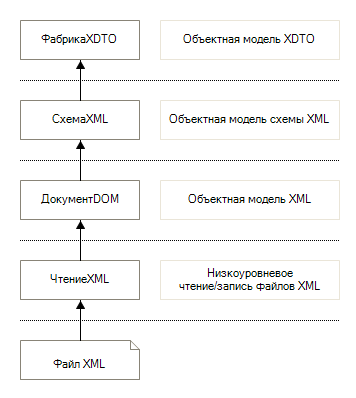 ФабрикаXDTO
Объектная модель XDTO
СхемаXML
Объектная модель схемы XML
ДокументDOM
Объектная модель XML
ЧтениеXML
Низкоуровневое
чтение/запись файлов XML
Файл XML